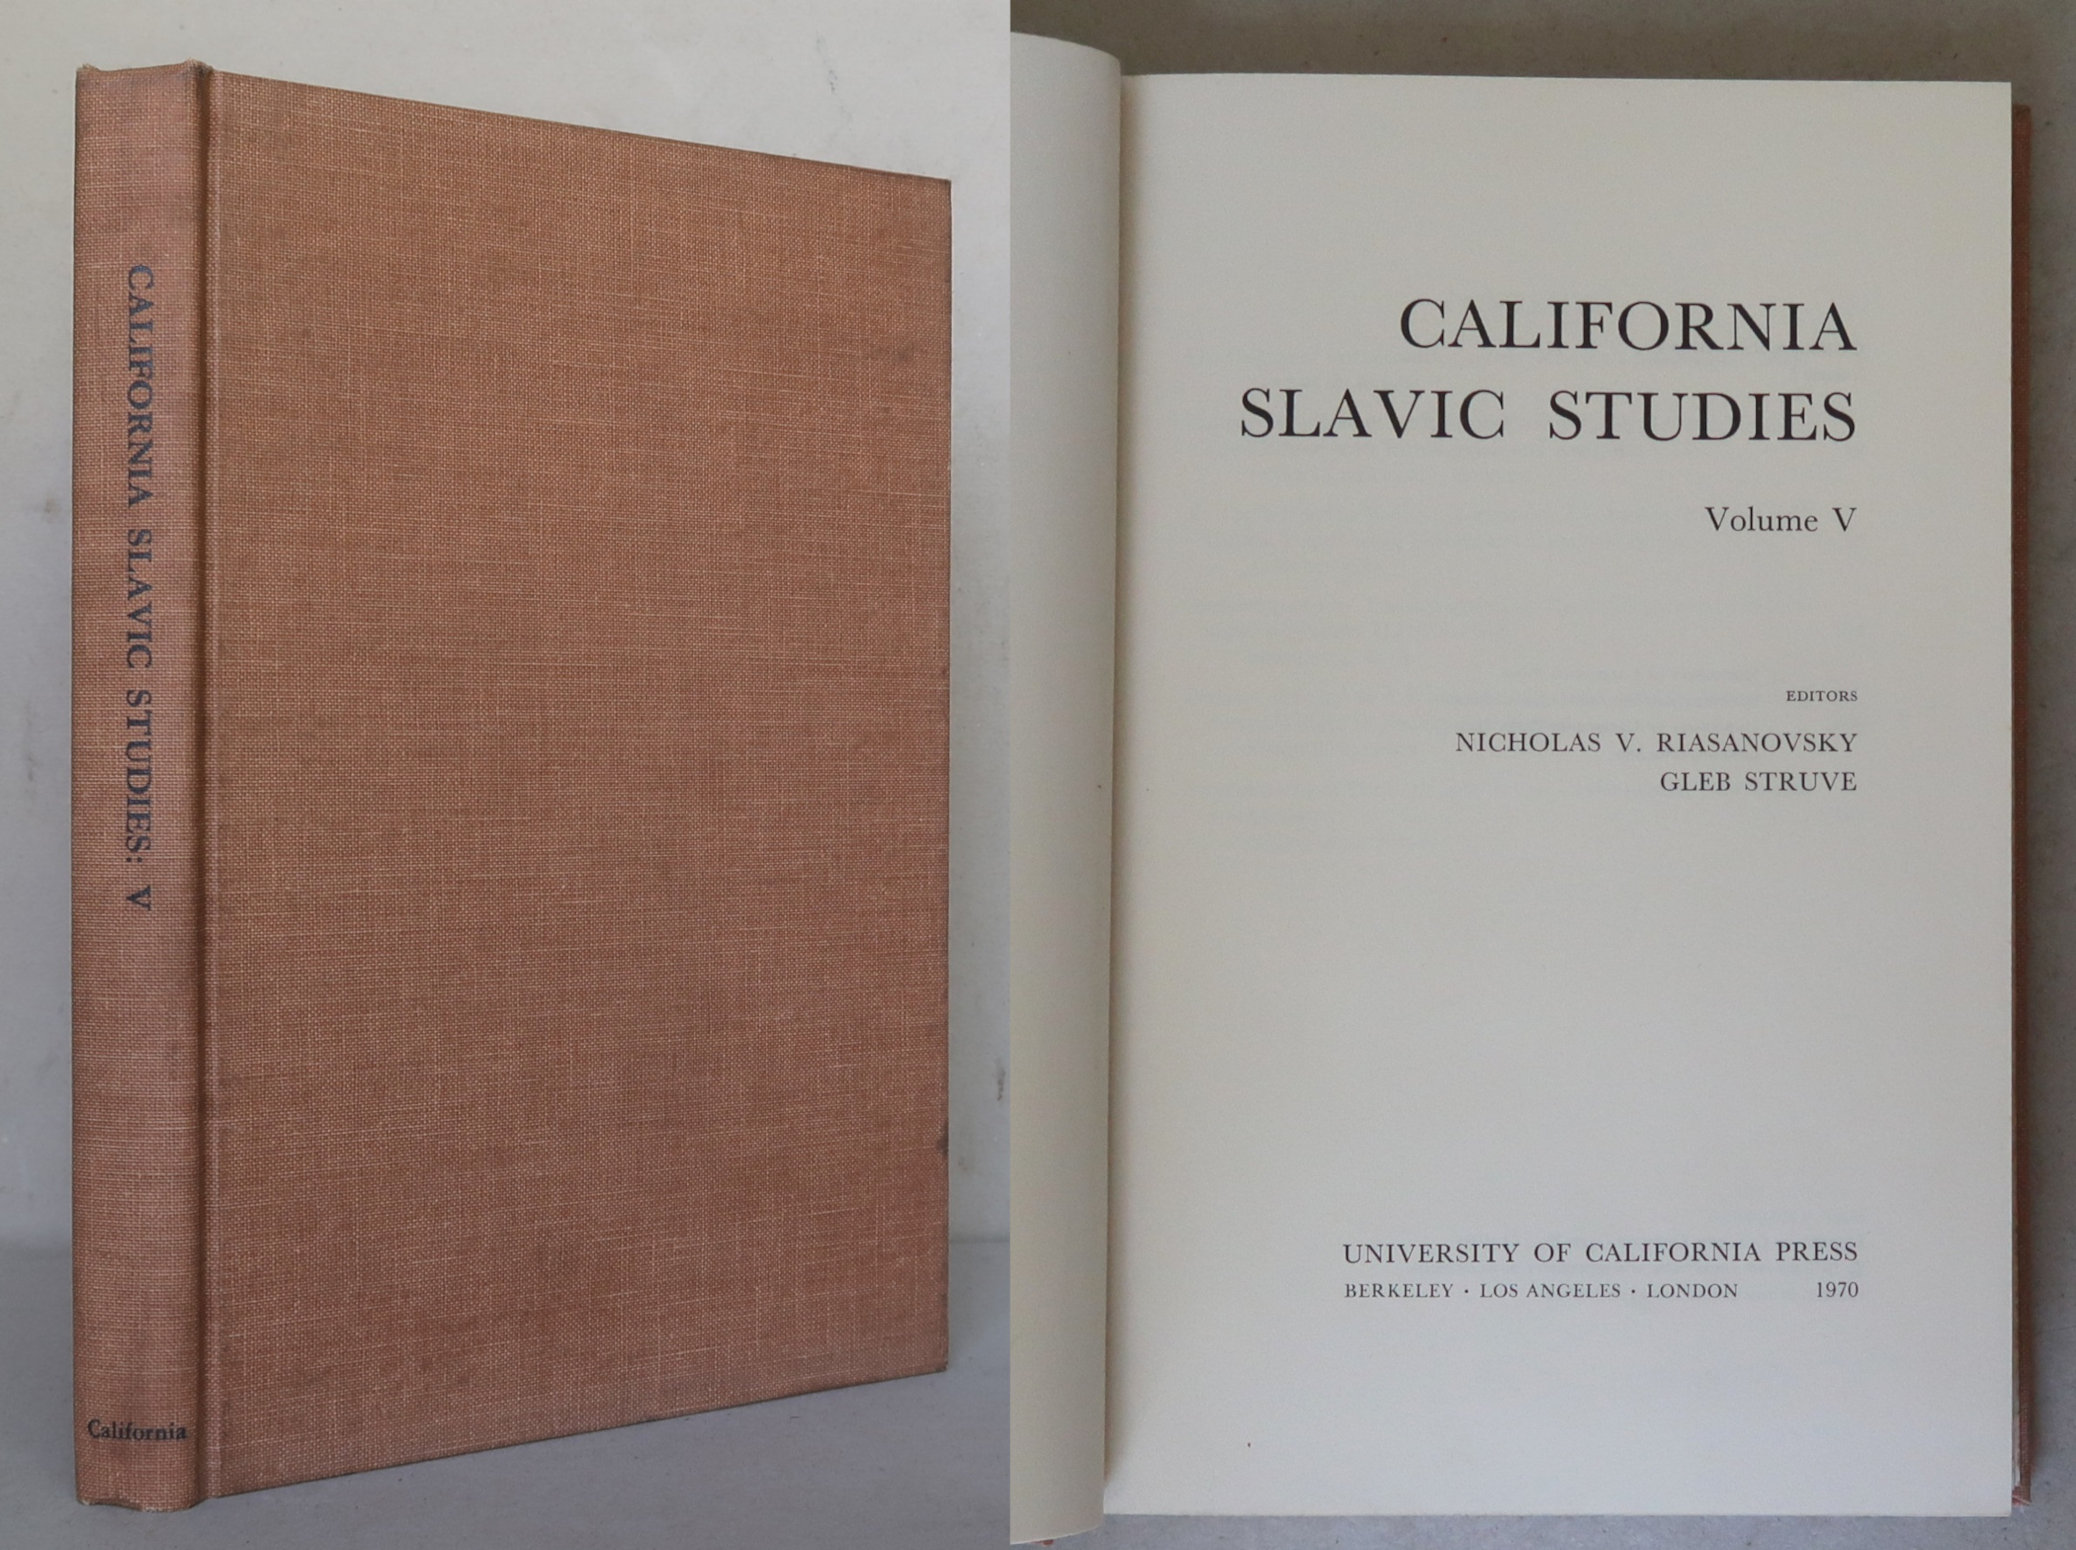 CALIFORNIA SLAVIC STUDIES: V
California
CALIFORNIA
SLAVIC STUDIES
Volume V
EDITORS
NICHOLAS V. RIASANOVSKY
GLEB STRUVE
UNIVERSITY OF CALIFORNIA PRESS
BERKELEY · LOS ANGELES · LONDON 1970